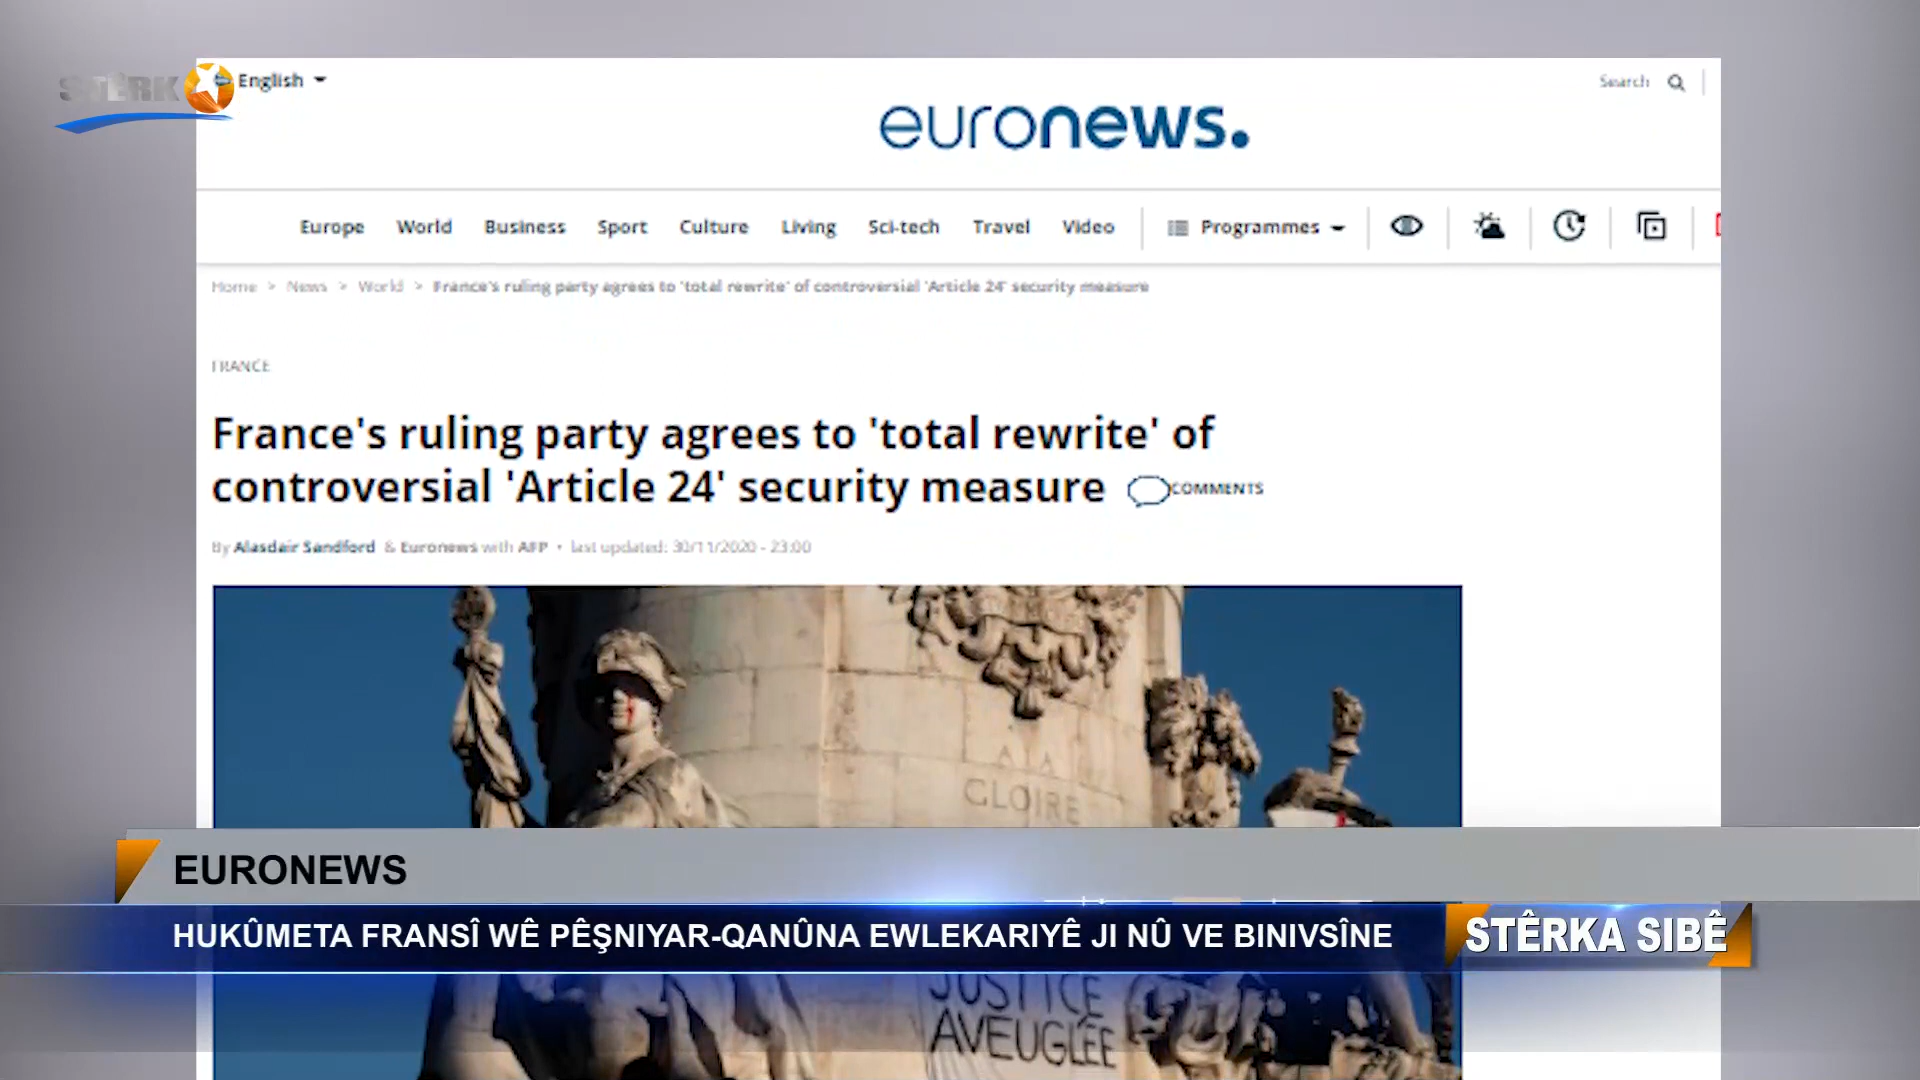 STÊRK
English
Search
euronews.
Europe World Business Sport Culture Living Sci-tech Travel Video Programmes
Home > News > World > France's ruling party agrees to 'total rewrite' of controversial 'Article 24' security measure
FRANCE
France's ruling party agrees to 'total rewrite' of
controversial 'Article 24' security measure COMMENTS
By Alasdair Sandford & Euronews with AFP • last updated: 30/11/2020 - 23:00
A LA
GLOIRE
EURONEWS
HUKÛMETA FRANSÎ WÊ PÊŞNIYAR-QANÛNA EWLEKARIYÊ JI NÛ VE BINIVSÎNE
STÊRKA SIBÊ
JUSTICE
AVEUGLÉE